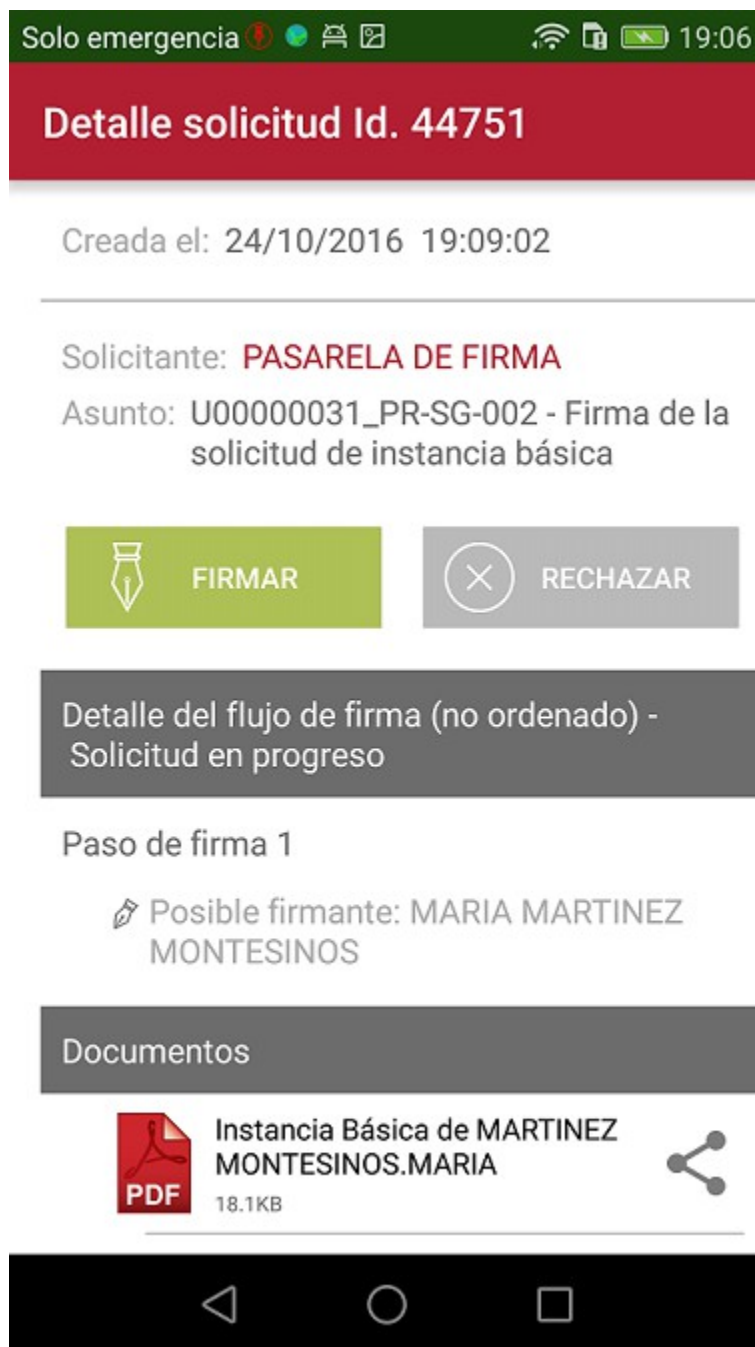 Solo emergencia 19:06
Detalle solicitud Id. 44751
Creada el: 24/10/2016 19:09:02
Solicitante: PASARELA DE FIRMA
Asunto: U00000031_PR-SG-002 - Firma de la
solicitud de instancia básica
FIRMAR RECHAZAR
Detalle del flujo de firma (no ordenado) -
Solicitud en progreso
Paso de firma 1
Posible firmante: MARIA MARTINEZ
MONTESINOS
Documentos
Instancia Básica de MARTINEZ
MONTESINOS.MARIA
PDF 18.1KB